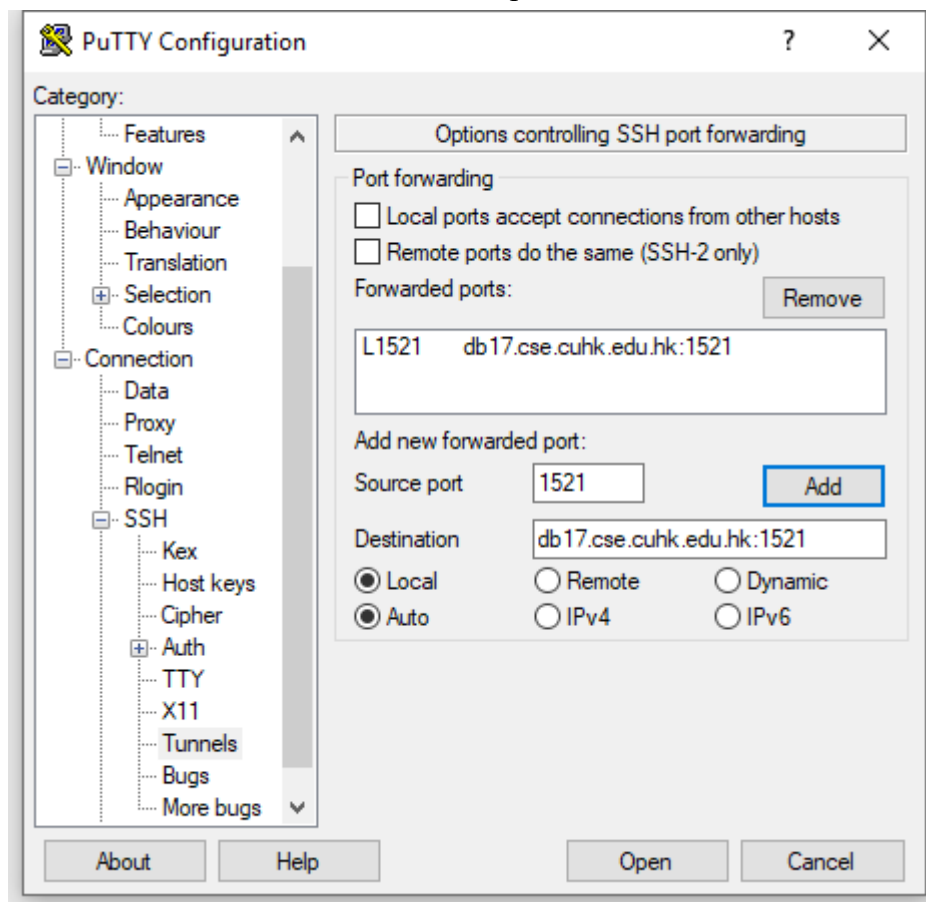 PuTTY Configuration ? ×
Category:
Features
Window
Appearance
Behaviour
Translation
Selection
Colours
Connection
Data
Proxy
Telnet
Rlogin
SSH
Kex
Host keys
Cipher
Auth
TTY
X11
Tunnels
Bugs
More bugs
Options controlling SSH port forwarding
Port forwarding
Local ports accept connections from other hosts
Remote ports do the same (SSH-2 only)
Forwarded ports: Remove
L1521 db17.cse.cuhk.edu.hk:1521
Add new forwarded port:
Source port 1521 Add
Destination db17.cse.cuhk.edu.hk:1521
Local Remote Dynamic
Auto IPv4 IPv6
About Help Open Cancel